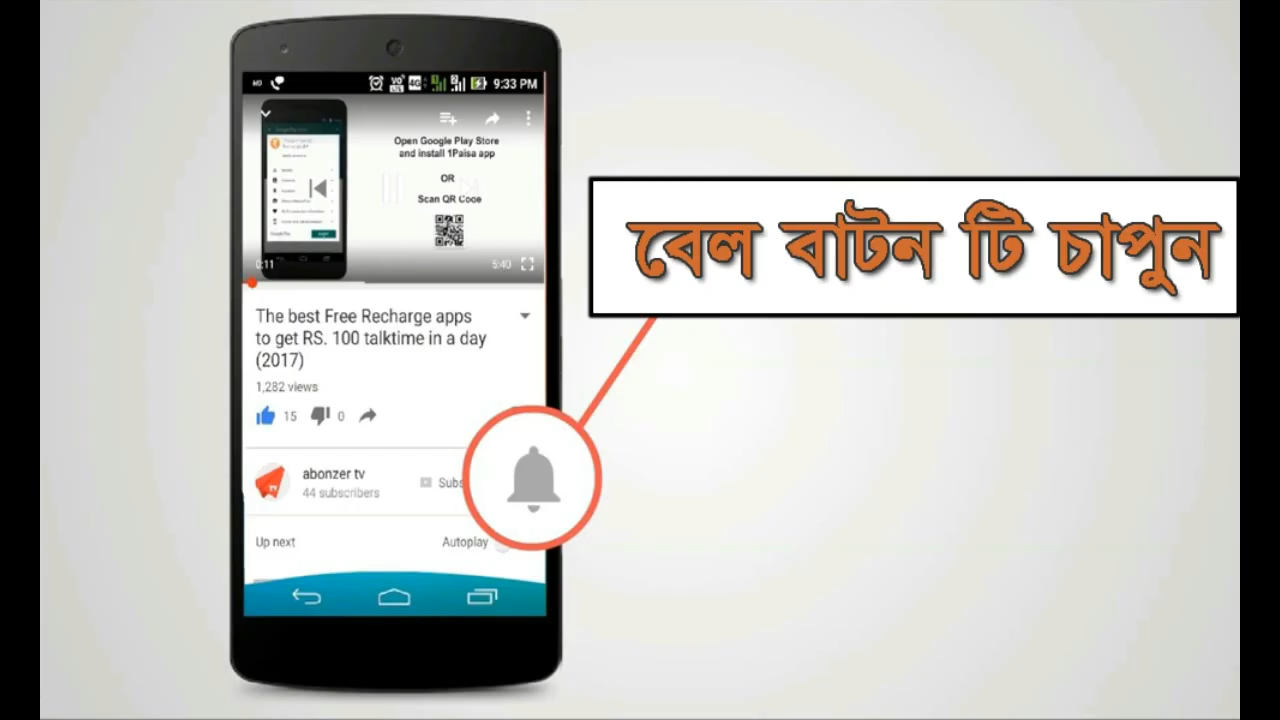 9:33 PM
Open Google Play Store
and install 1Paisa app
OR
Scan QR Code
0:11
5:40
The best Free Recharge apps
to get RS. 100 talktime in a day
(2017)
1,282 views
15
0
abonzer tv
44 subscribers
Subs
Up next
Autoplay
বেল বাটন টি চাপুন